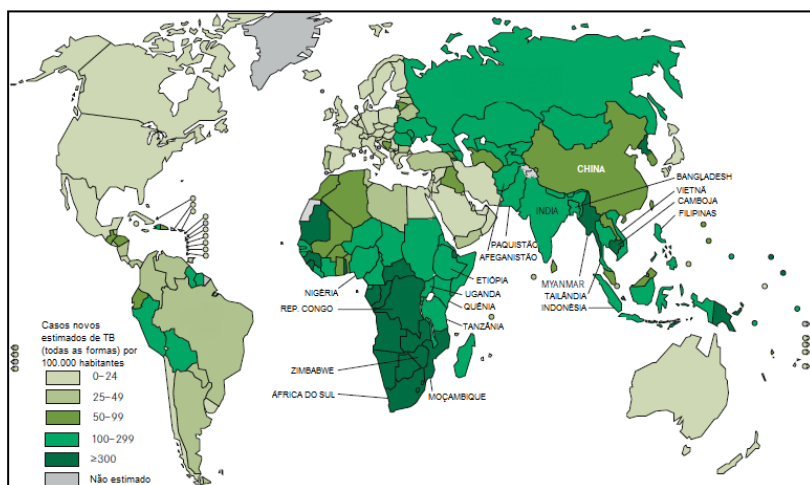 CHINA
BANGLADESH
VIETNÃ
CAMBOJA
FILIPINAS
INDIA
PAQUISTÃO
AFEGANISTÃO
MYANMAR
TAILÂNDIA
INDONÉSIA
NIGÉRIA
ETIÓPIA
UGANDA
REP. CONGO
QUÊNIA
TANZÂNIA
ZIMBABWE
ÁFRICA DO SUL
MOÇAMBIQUE
Casos novos
estimados de TB
(todas as formas) por
100.000 habitantes
0–24
25–49
50–99
100–299
≥300
Não estimado